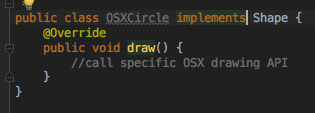 public class OSXCircle implements Shape {
@Override
public void draw() {
//call specific OSX drawing API
}
}